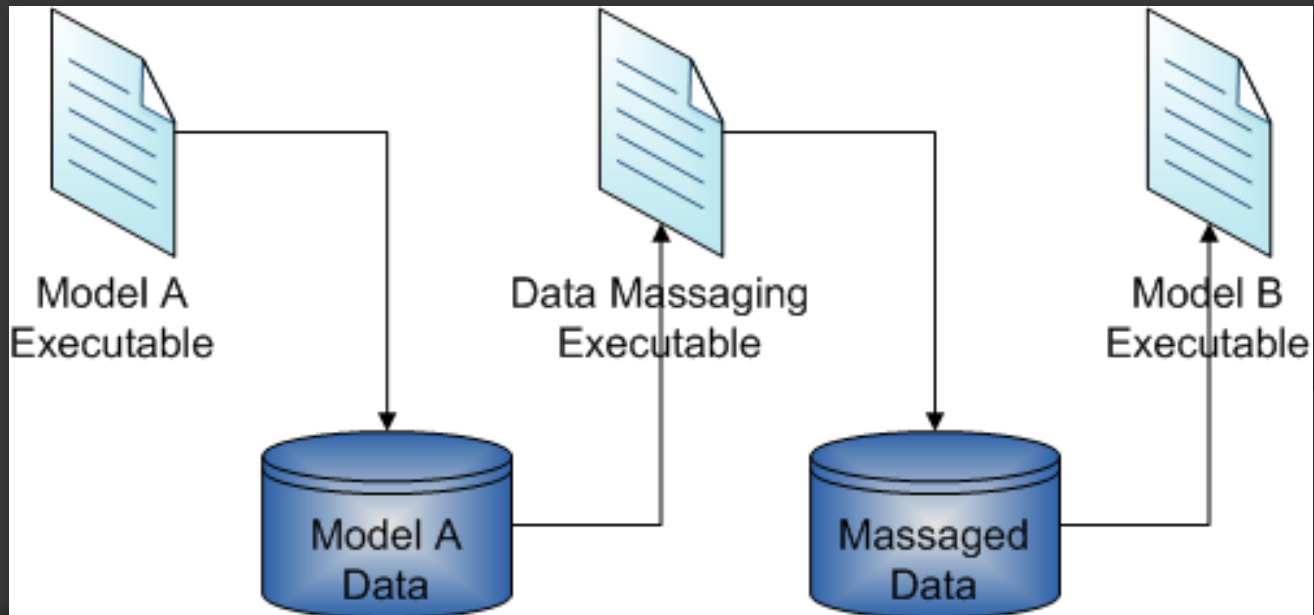 Model A
Executable
Data Massaging
Executable
Model B
Executable
Model A
Data
Massaged
Data